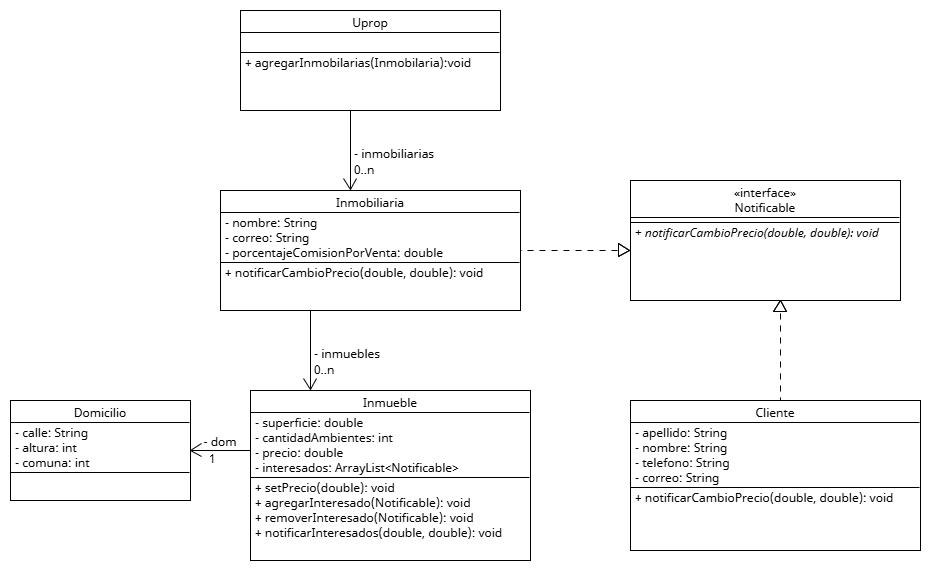 Uprop
+ agregarInmobilarias(Inmobilaria):void
- inmobiliarias
0..n
Inmobiliaria
- nombre: String
- correo: String
- porcentajeComisionPorVenta: double
+ notificarCambioPrecio(double, double): void
«interface»
Notificable
+ notificarCambioPrecio(double, double): void
- inmuebles
0..n
Domicilio
- calle: String
- altura: int
- comuna: int
- dom
1
Inmueble
- superficie: double
- cantidadAmbientes: int
- precio: double
- interesados: ArrayList<Notificable>
+ setPrecio(double): void
+ agregarInteresado(Notificable): void
+ removerInteresado(Notificable): void
+ notificarInteresados(double, double): void
Cliente
- apellido: String
- nombre: String
- telefono: String
- correo: String
+ notificarCambioPrecio(double, double): void